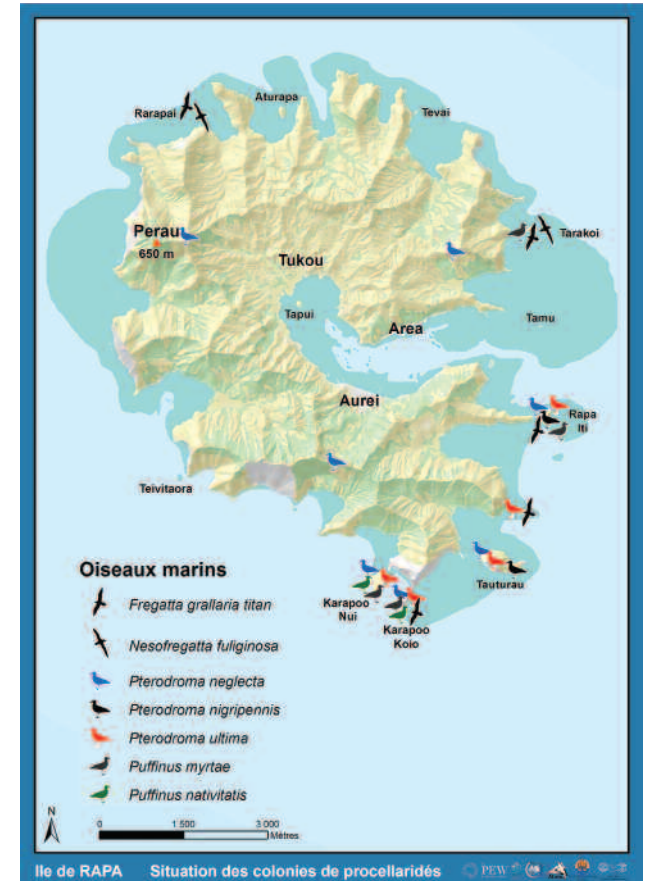 Aturapa
Rarapai
Tevai
Perau
650 m
Tarakoi
Tukou
Tapui
Tamu
Area
Aurei
Rapa
Iti
Teivitaora
Tauturau
Karapoo
Nui
Karapoo
Koio
Oiseaux marins
Fregatta grallaria titan
Nesofregatta fuliginosa
Pterodroma neglecta
Pterodroma nigripennis
Pterodroma ultima
Puffinus myrtae
Puffinus nativitatis
N
0 1 500 3 000
Mètres
Ile de RAPA Situation des colonies de procellaridés PEW